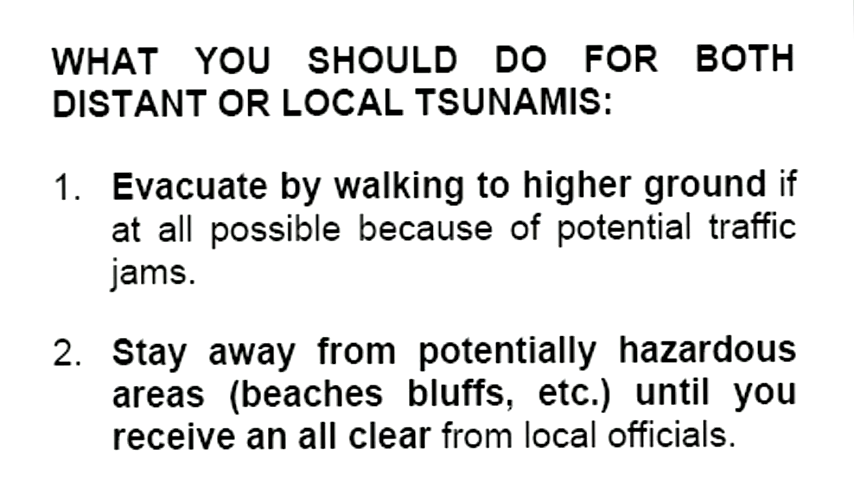 WHAT YOU SHOULD DO FOR BOTH
DISTANT OR LOCAL TSUNAMIS:
1. Evacuate by walking to higher ground if
at all possible because of potential traffic
jams.
2. Stay away from potentially hazardous
areas (beaches bluffs, etc.) until you
receive an all clear from local officials.